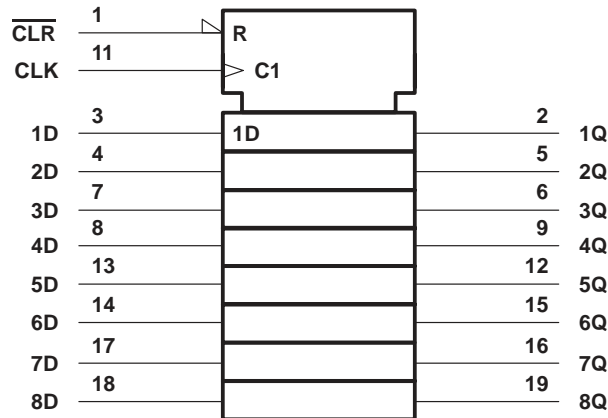 CLR 1 R
CLK 11 C1
1D 3 1D 2 1Q
2D 4 5 2Q
3D 7 6 3Q
4D 8 9 4Q
5D 13 12 5Q
6D 14 15 6Q
7D 17 16 7Q
8D 18 19 8Q